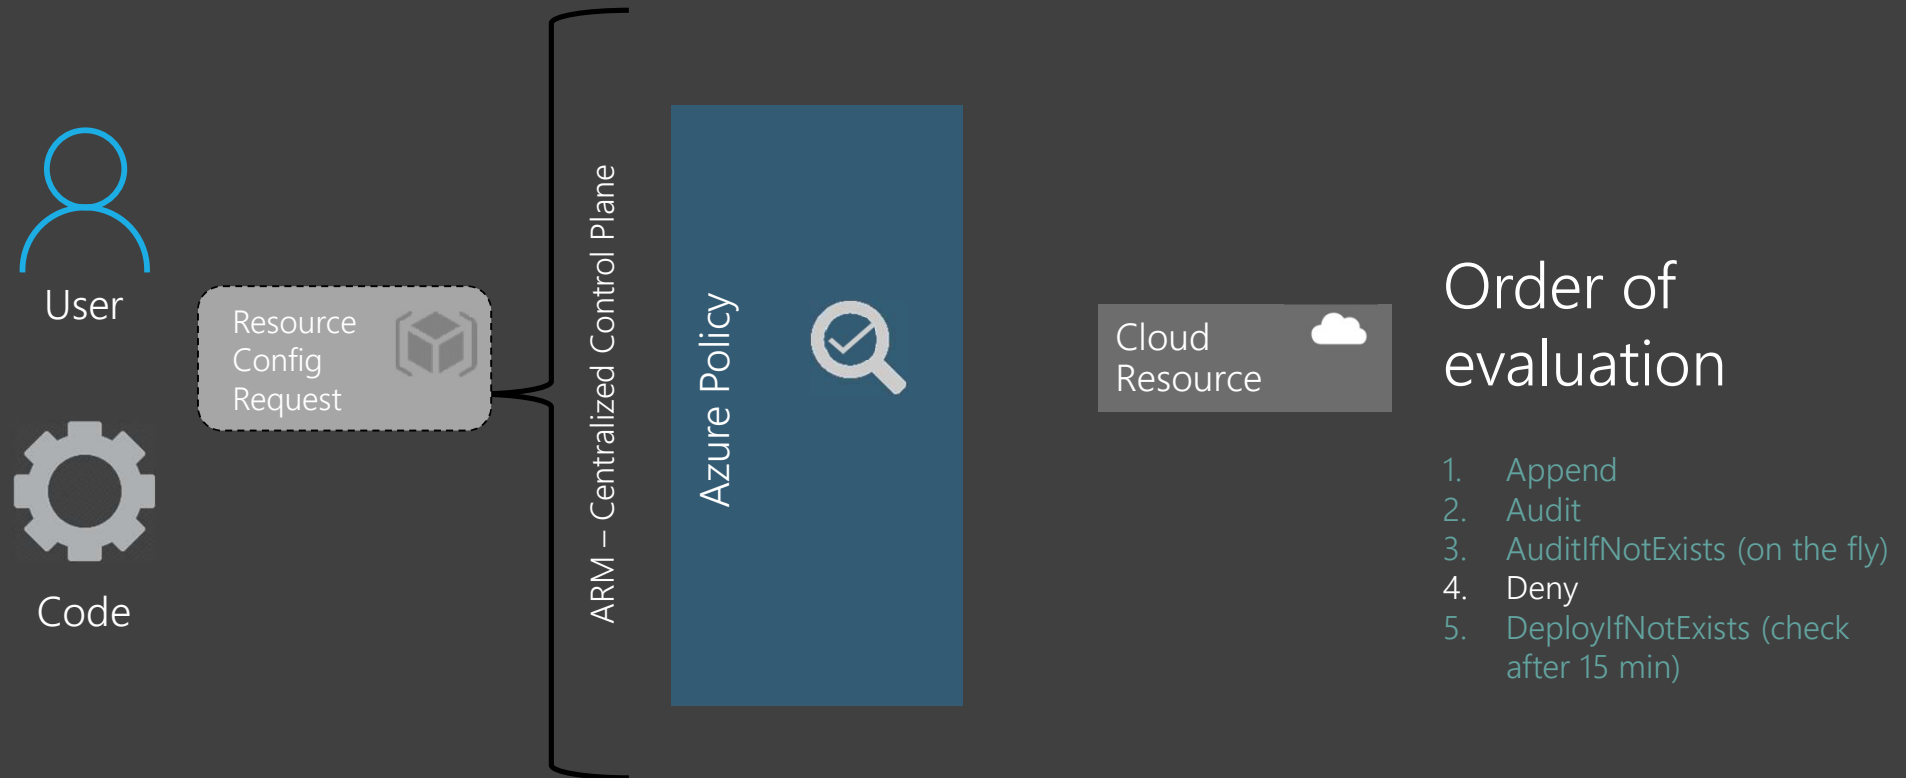 User
Code
Resource
Config
Request
ARM – Centralized Control Plane
Azure Policy
Cloud
Resource
Order of
evaluation
1. Append
2. Audit
3. AuditIfNotExists (on the fly)
4. Deny
5. DeployIfNotExists (check
after 15 min)